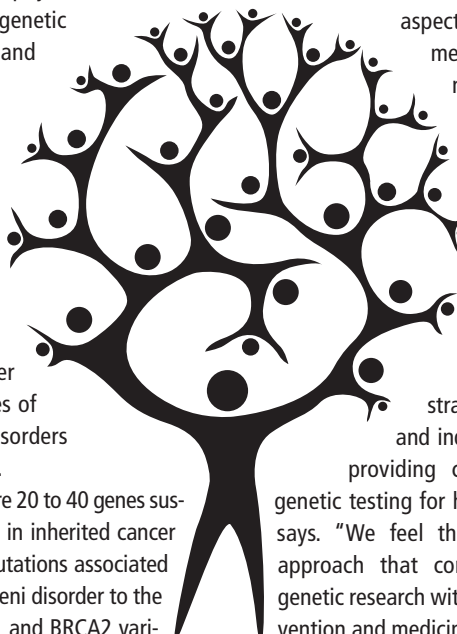 genetic
and
er
es of
sorders
re 20 to 40 genes sus-
in inherited cancer
utations associated
eni disorder to the
and BRCA2 vari-
aspect
me
stra
and in
providing
genetic testing for h
says. “We feel th
approach that co
genetic research wit
vention and medicin